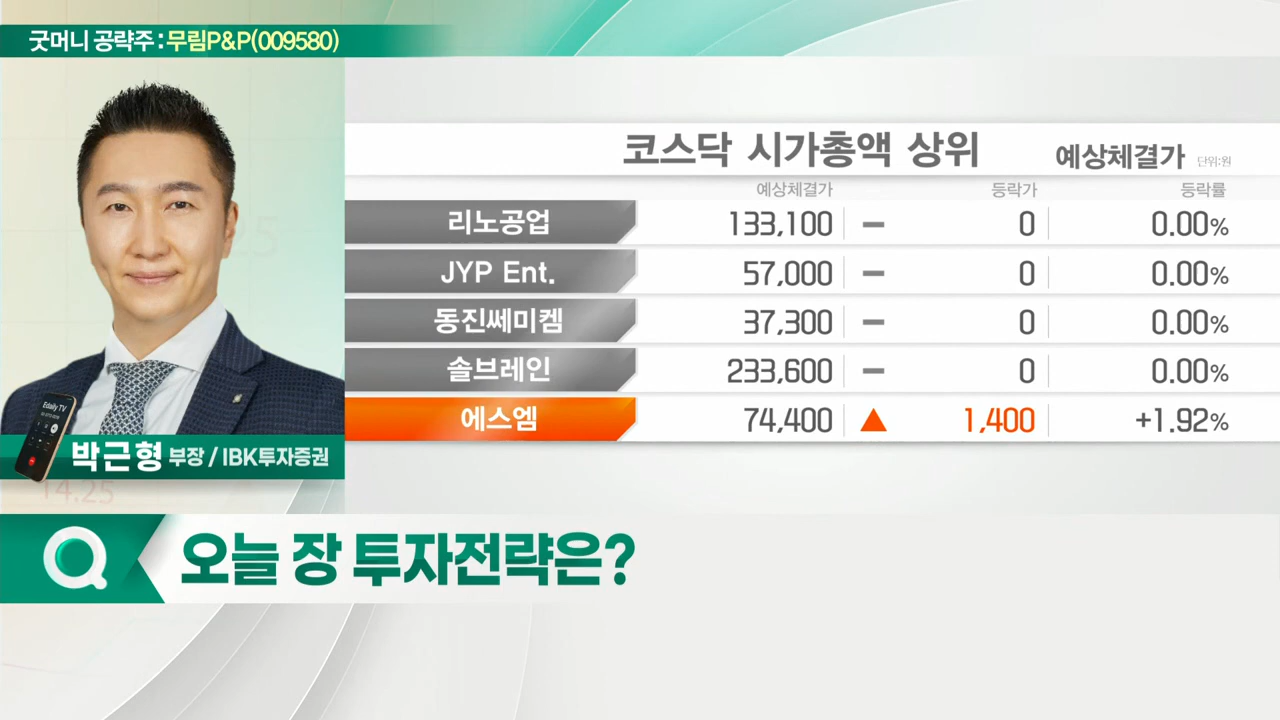 굿머니 공략주 : 무림P&P(009580)
코스닥 시가총액 상위 예상체결가 단위:원
예상체결가 등락가 등락률
리노공업 133,100 0 0.00%
JYP Ent. 57,000 0 0.00%
동진쎄미켐 37,300 0 0.00%
솔브레인 233,600 0 0.00%
에스엠 74,400 ▲ 1,400 +1.92%
Edaily TV
박근형 부장 / IBK투자증권
14.25
오늘 장 투자전략은?